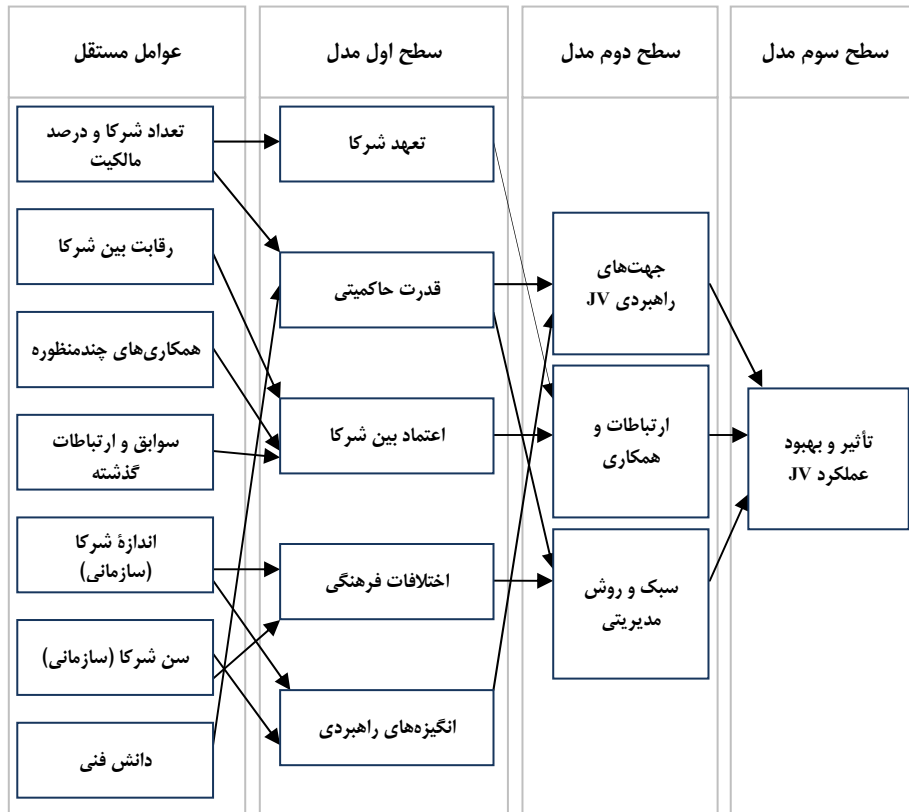 عوامل مستقل
سطح اول مدل
سطح دوم مدل
سطح سوم مدل
تعداد شرکا و درصد
مالکیت
رقابت بین شرکا
همکاری‌های چندمنظوره
سوابق و ارتباطات
گذشته
اندازهٔ شرکا
(سازمانی)
سن شرکا (سازمانی)
دانش فنی
تعهد شرکا
قدرت حاکمیتی
اعتماد بین شرکا
اختلافات فرهنگی
انگیزه‌های راهبردی
جهت‌های
راهبردی JV
ارتباطات و
همکاری
سبک و روش
مدیریتی
تأثیر و بهبود
عملکرد JV